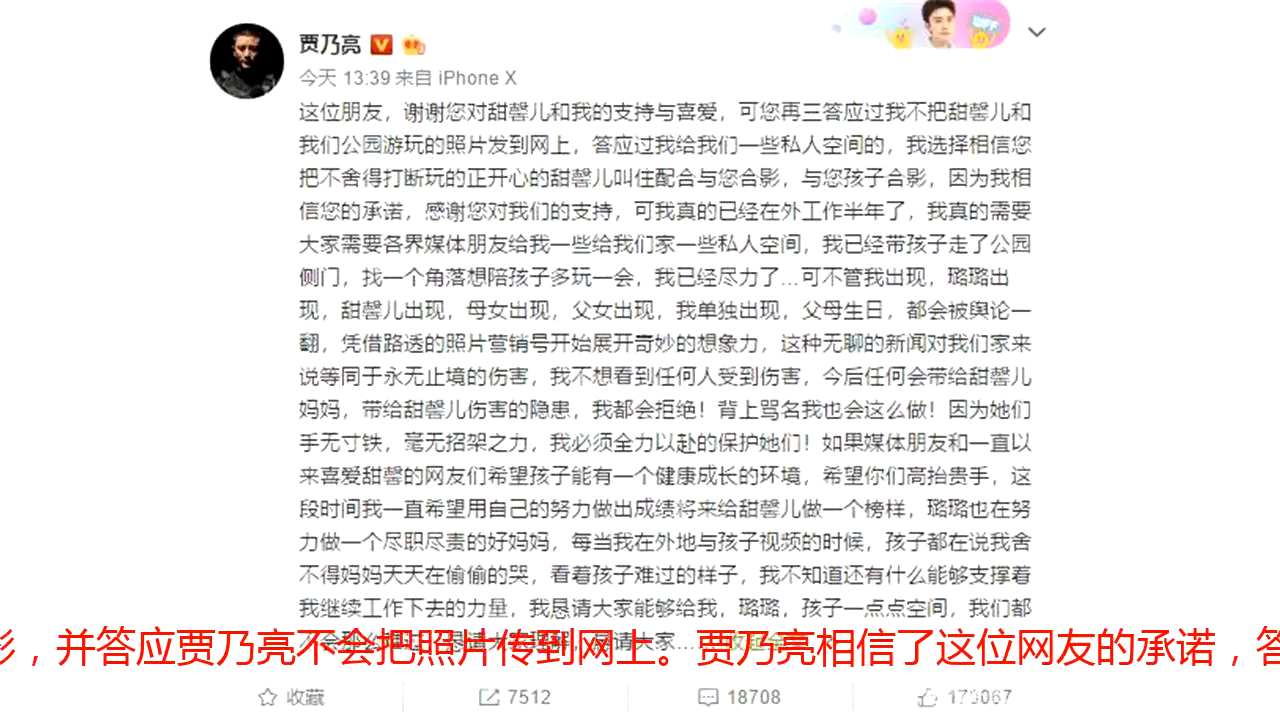 贾乃亮
今天 13:39 来自 iPhone X
这位朋友，谢谢您对甜馨儿和我的支持与喜爱，可您再三答应过我不把甜馨儿和
我们公园游玩的照片发到网上，答应过我给我们一些私人空间的，我选择相信您
把不舍得打断玩的正开心的甜馨儿叫住配合与您合影，与您孩子合影，因为我相
信您的承诺，感谢您对我们的支持，可我真的已经在外工作半年了，我真的需要
大家需要各界媒体朋友给我一些给我们家一些私人空间，我已经带孩子走了公园
侧门，找一个角落想陪孩子多玩一会，我已经尽力了...可不管我出现，璐璐出
现，甜馨儿出现，母女出现，父女出现，我单独出现，父母生日，都会被舆论一
翻，凭借路透的照片营销号开始展开奇妙的想象力，这种无聊的新闻对我们家来
说等同于永无止境的伤害，我不想看到任何人受到伤害，今后任何会带给甜馨儿
妈妈，带给甜馨儿伤害的隐患，我都会拒绝！背上骂名我也会这么做！因为她们
手无寸铁，毫无招架之力，我必须全力以赴的保护她们！如果媒体朋友和一直以
来喜爱甜馨的网友们希望孩子能有一个健康成长的环境，希望你们高抬贵手，这
段时间我一直希望用自己的努力做出成绩将来给甜馨儿做一个榜样，璐璐也在努
力做一个尽职尽责的好妈妈，每当我在外地与孩子视频的时候，孩子都在说我舍
不得妈妈天天在偷偷的哭，看着孩子难过的样子，我不知道还有什么能够支撑着
我继续工作下去的力量，我恳请大家能够给我，璐璐，孩子一点点空间，我们都
影，并答应贾乃亮不会把照片传到网上。贾乃亮相信了这位网友的承诺，答
收藏 7512 18708